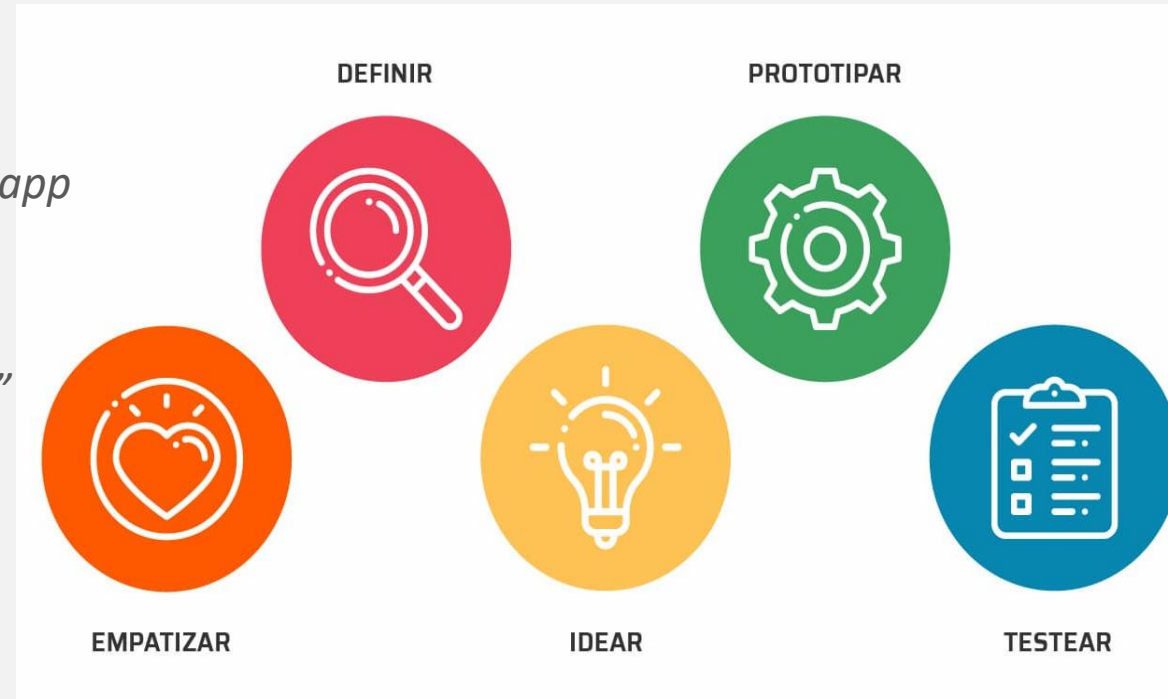 DEFINIR
PROTOTIPAR
app
”
EMPATIZAR
IDEAR
TESTEAR